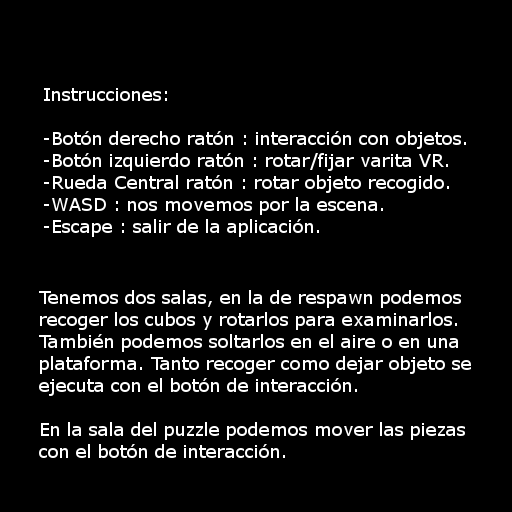 Instrucciones:
-Botón derecho ratón : interacción con objetos.
-Botón izquierdo ratón : rotar/fijar varita VR.
-Rueda Central ratón : rotar objeto recogido.
-WASD : nos movemos por la escena.
-Escape : salir de la aplicación.
Tenemos dos salas, en la de respawn podemos
recoger los cubos y rotarlos para examinarlos.
También podemos soltarlos en el aire o en una
plataforma. Tanto recoger como dejar objeto se
ejecuta con el botón de interacción.
En la sala del puzzle podemos mover las piezas
con el botón de interacción.